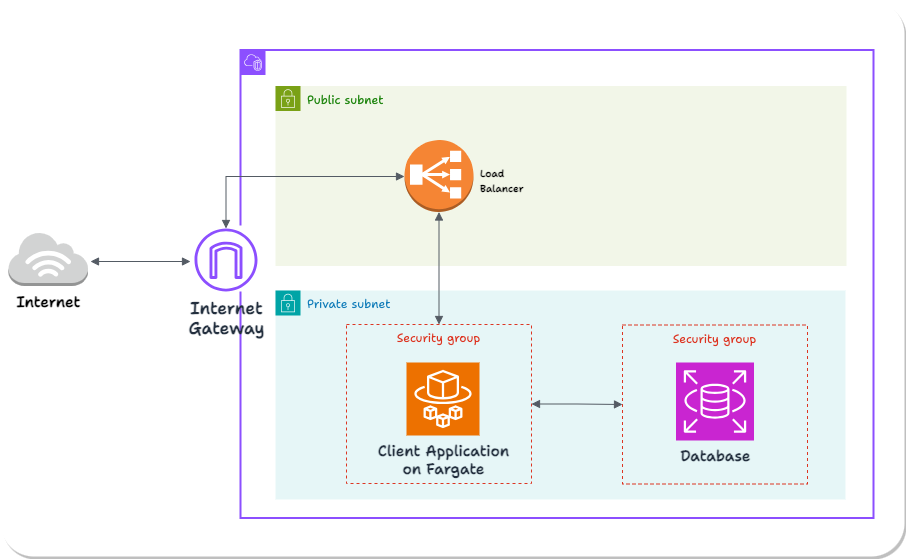 Public subnet
Load
Balancer
Internet
Internet
Gateway
Private subnet
Security group
Client Application
on Fargate
Security group
Database